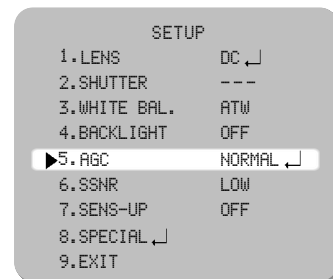 SETUP
1.LENS DC↵
2.SHUTTER ---
3.WHITE BAL. ATW
4.BACKLIGHT OFF
▶5.AGC NORMAL↵
6.SSNR LOW
7.SENS-UP OFF
8.SPECIAL↵
9.EXIT